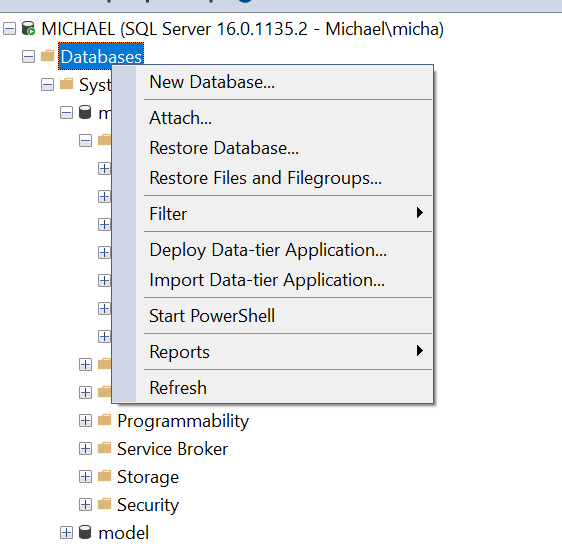 MICHAEL (SQL Server 16.0.1135.2 - Michael\micha)
Databases
Syst
m
New Database...
Attach...
Restore Database...
Restore Files and Filegroups...
Filter
Deploy Data-tier Application...
Import Data-tier Application...
Start PowerShell
Reports
Refresh
Programmability
Service Broker
Storage
Security
model